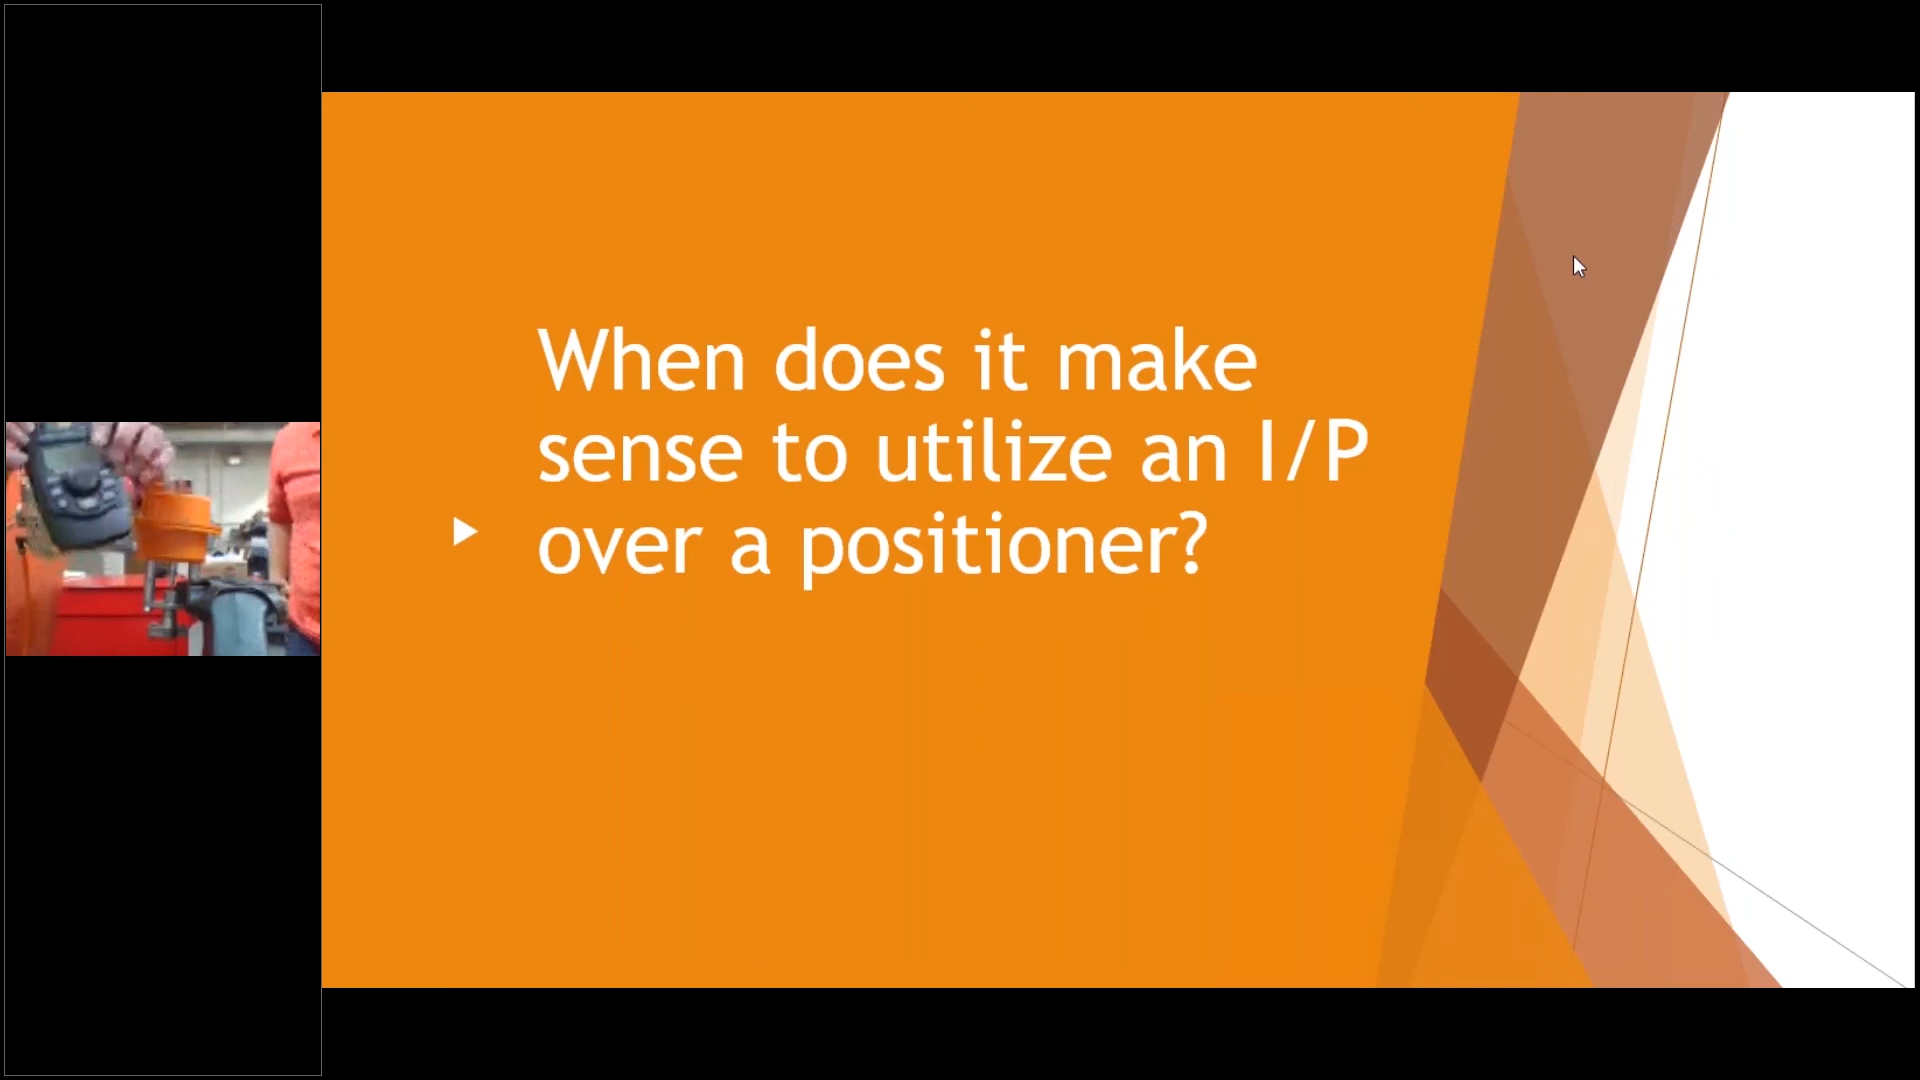 When does it make
sense to utilize an I/P
over a positioner?